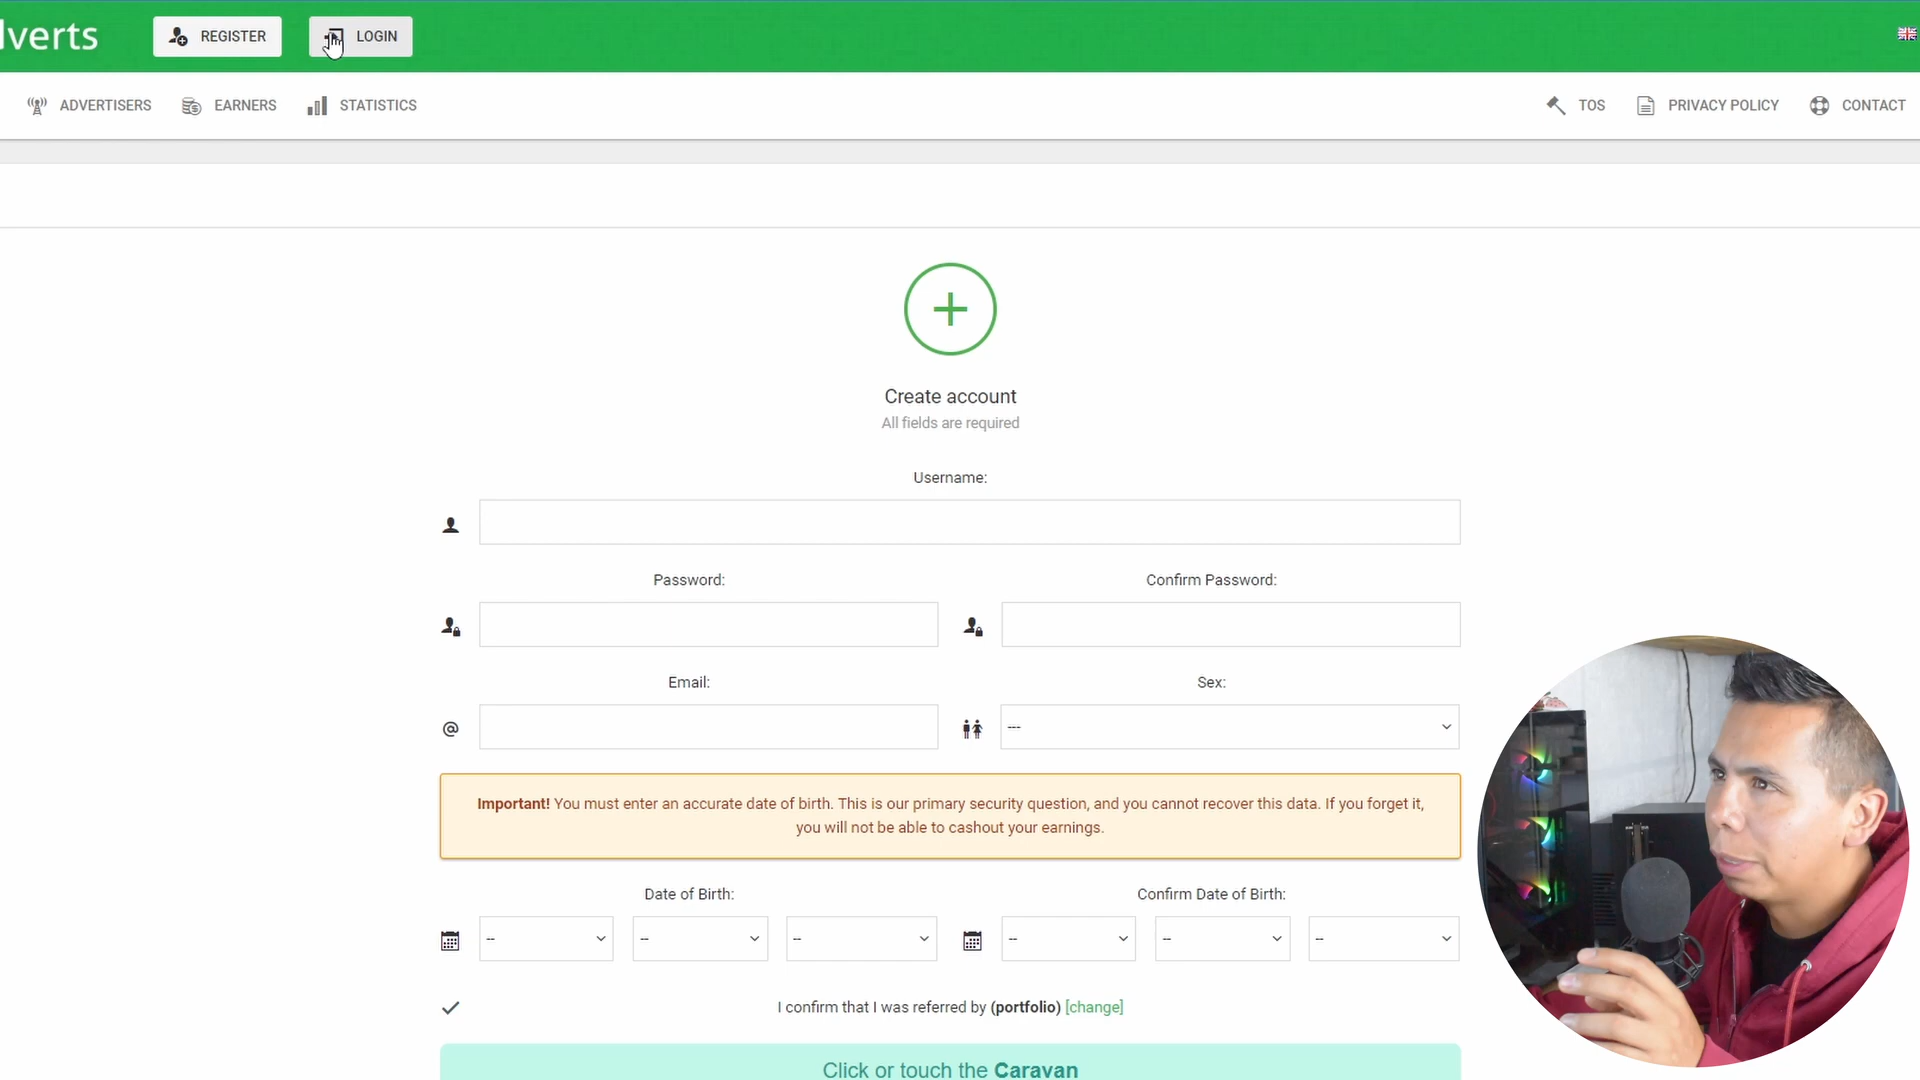 lverts
REGISTER
LOGIN
ADVERTISERS
EARNERS
STATISTICS
TOS
PRIVACY POLICY
CONTACT
Create account
All fields are required
Username:
Password:
Confirm Password:
@
Email:
Sex:
---
Important! You must enter an accurate date of birth. This is our primary security question, and you cannot recover this data. If you forget it,
you will not be able to cashout your earnings.
Date of Birth:
Confirm Date of Birth:
--
--
--
--
--
--
I confirm that I was referred by (portfolio) [change]
Click or touch the Caravan